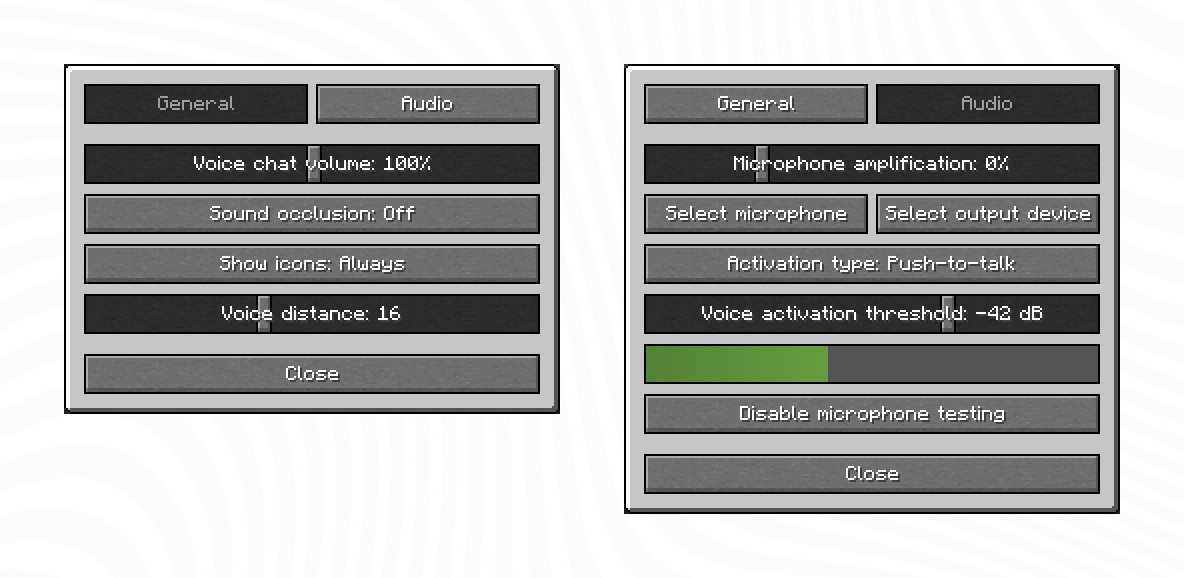 General Audio
Voice chat volume: 100%
Sound occlusion: Off
Show icons: Always
Voice distance: 16
Close
General Audio
Microphone amplification: 0%
Select microphone Select output device
Activation type: Push-to-talk
Voice activation threshold: -42 dB
Disable microphone testing
Close